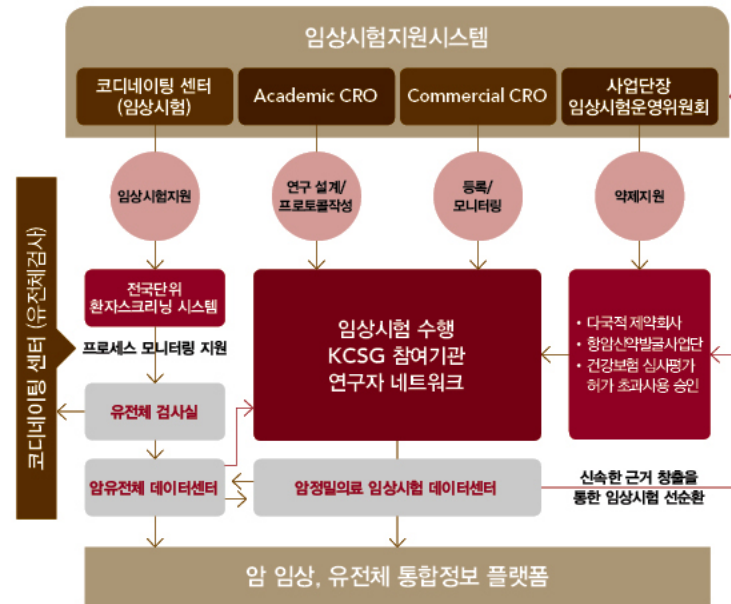 임상시험지원시스템
코디네이팅 센터
(임상시험)
Academic CRO
Commercial CRO
사업단장
임상시험운영위원회
임상시험지원
연구 설계/
프로토콜작성
등록/
모니터링
약제지원
코디네이팅 센터 (유전체검사)
전국단위
환자스크리닝 시스템
프로세스 모니터링 지원
유전체 검사실
암유전체 데이터센터
임상시험 수행
KCSG 참여기관
연구자 네트워크
• 다국적 제약회사
• 항암신약발굴사업단
• 건강보험 심사평가
허가 초과사용 승인
암정밀의료 임상시험 데이터센터
신속한 근거 창출을
통한 임상시험 선순환
암 임상, 유전체 통합정보 플랫폼